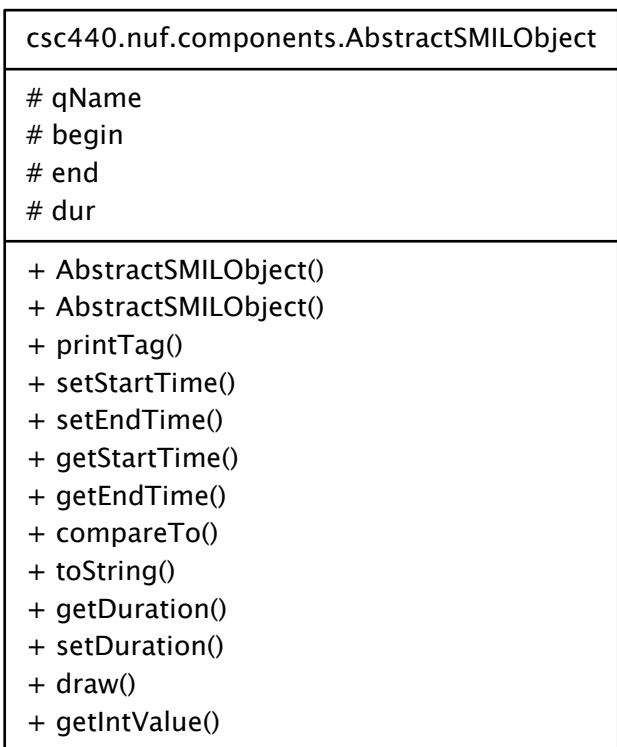 csc440.nuf.components.AbstractSMILObject
# qName
# begin
# end
# dur
+ AbstractSMILObject()
+ AbstractSMILObject()
+ printTag()
+ setStartTime()
+ setEndTime()
+ getStartTime()
+ getEndTime()
+ compareTo()
+ toString()
+ getDuration()
+ setDuration()
+ draw()
+ getIntValue()